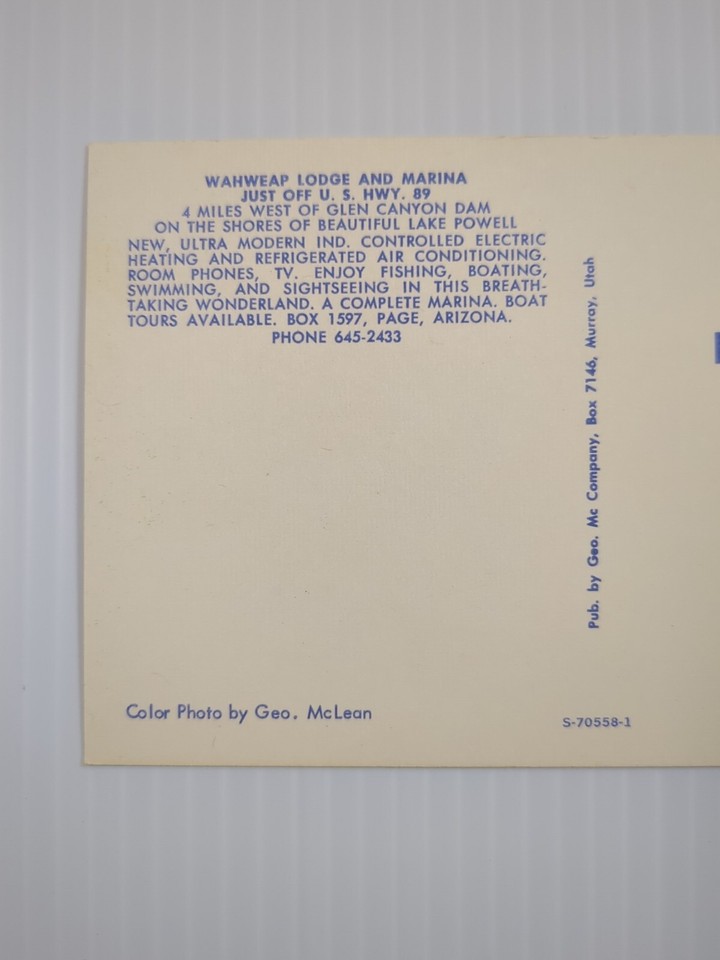 WAHWEAP LODGE AND MARINA
JUST OFF U. S. HWY. 89
4 MILES WEST OF GLEN CANYON DAM
ON THE SHORES OF BEAUTIFUL LAKE POWELL
NEW, ULTRA MODERN IND. CONTROLLED ELECTRIC
HEATING AND REFRIGERATED AIR CONDITIONING.
ROOM PHONES, TV. ENJOY FISHING, BOATING,
SWIMMING, AND SIGHTSEEING IN THIS BREATH-
TAKING WONDERLAND. A COMPLETE MARINA. BOAT
TOURS AVAILABLE. BOX 1597, PAGE, ARIZONA.
PHONE 645-2433
Pub. by Geo. Mc Company, Box 7146, Murray, Utah
Color Photo by Geo. McLean
S-70558-1